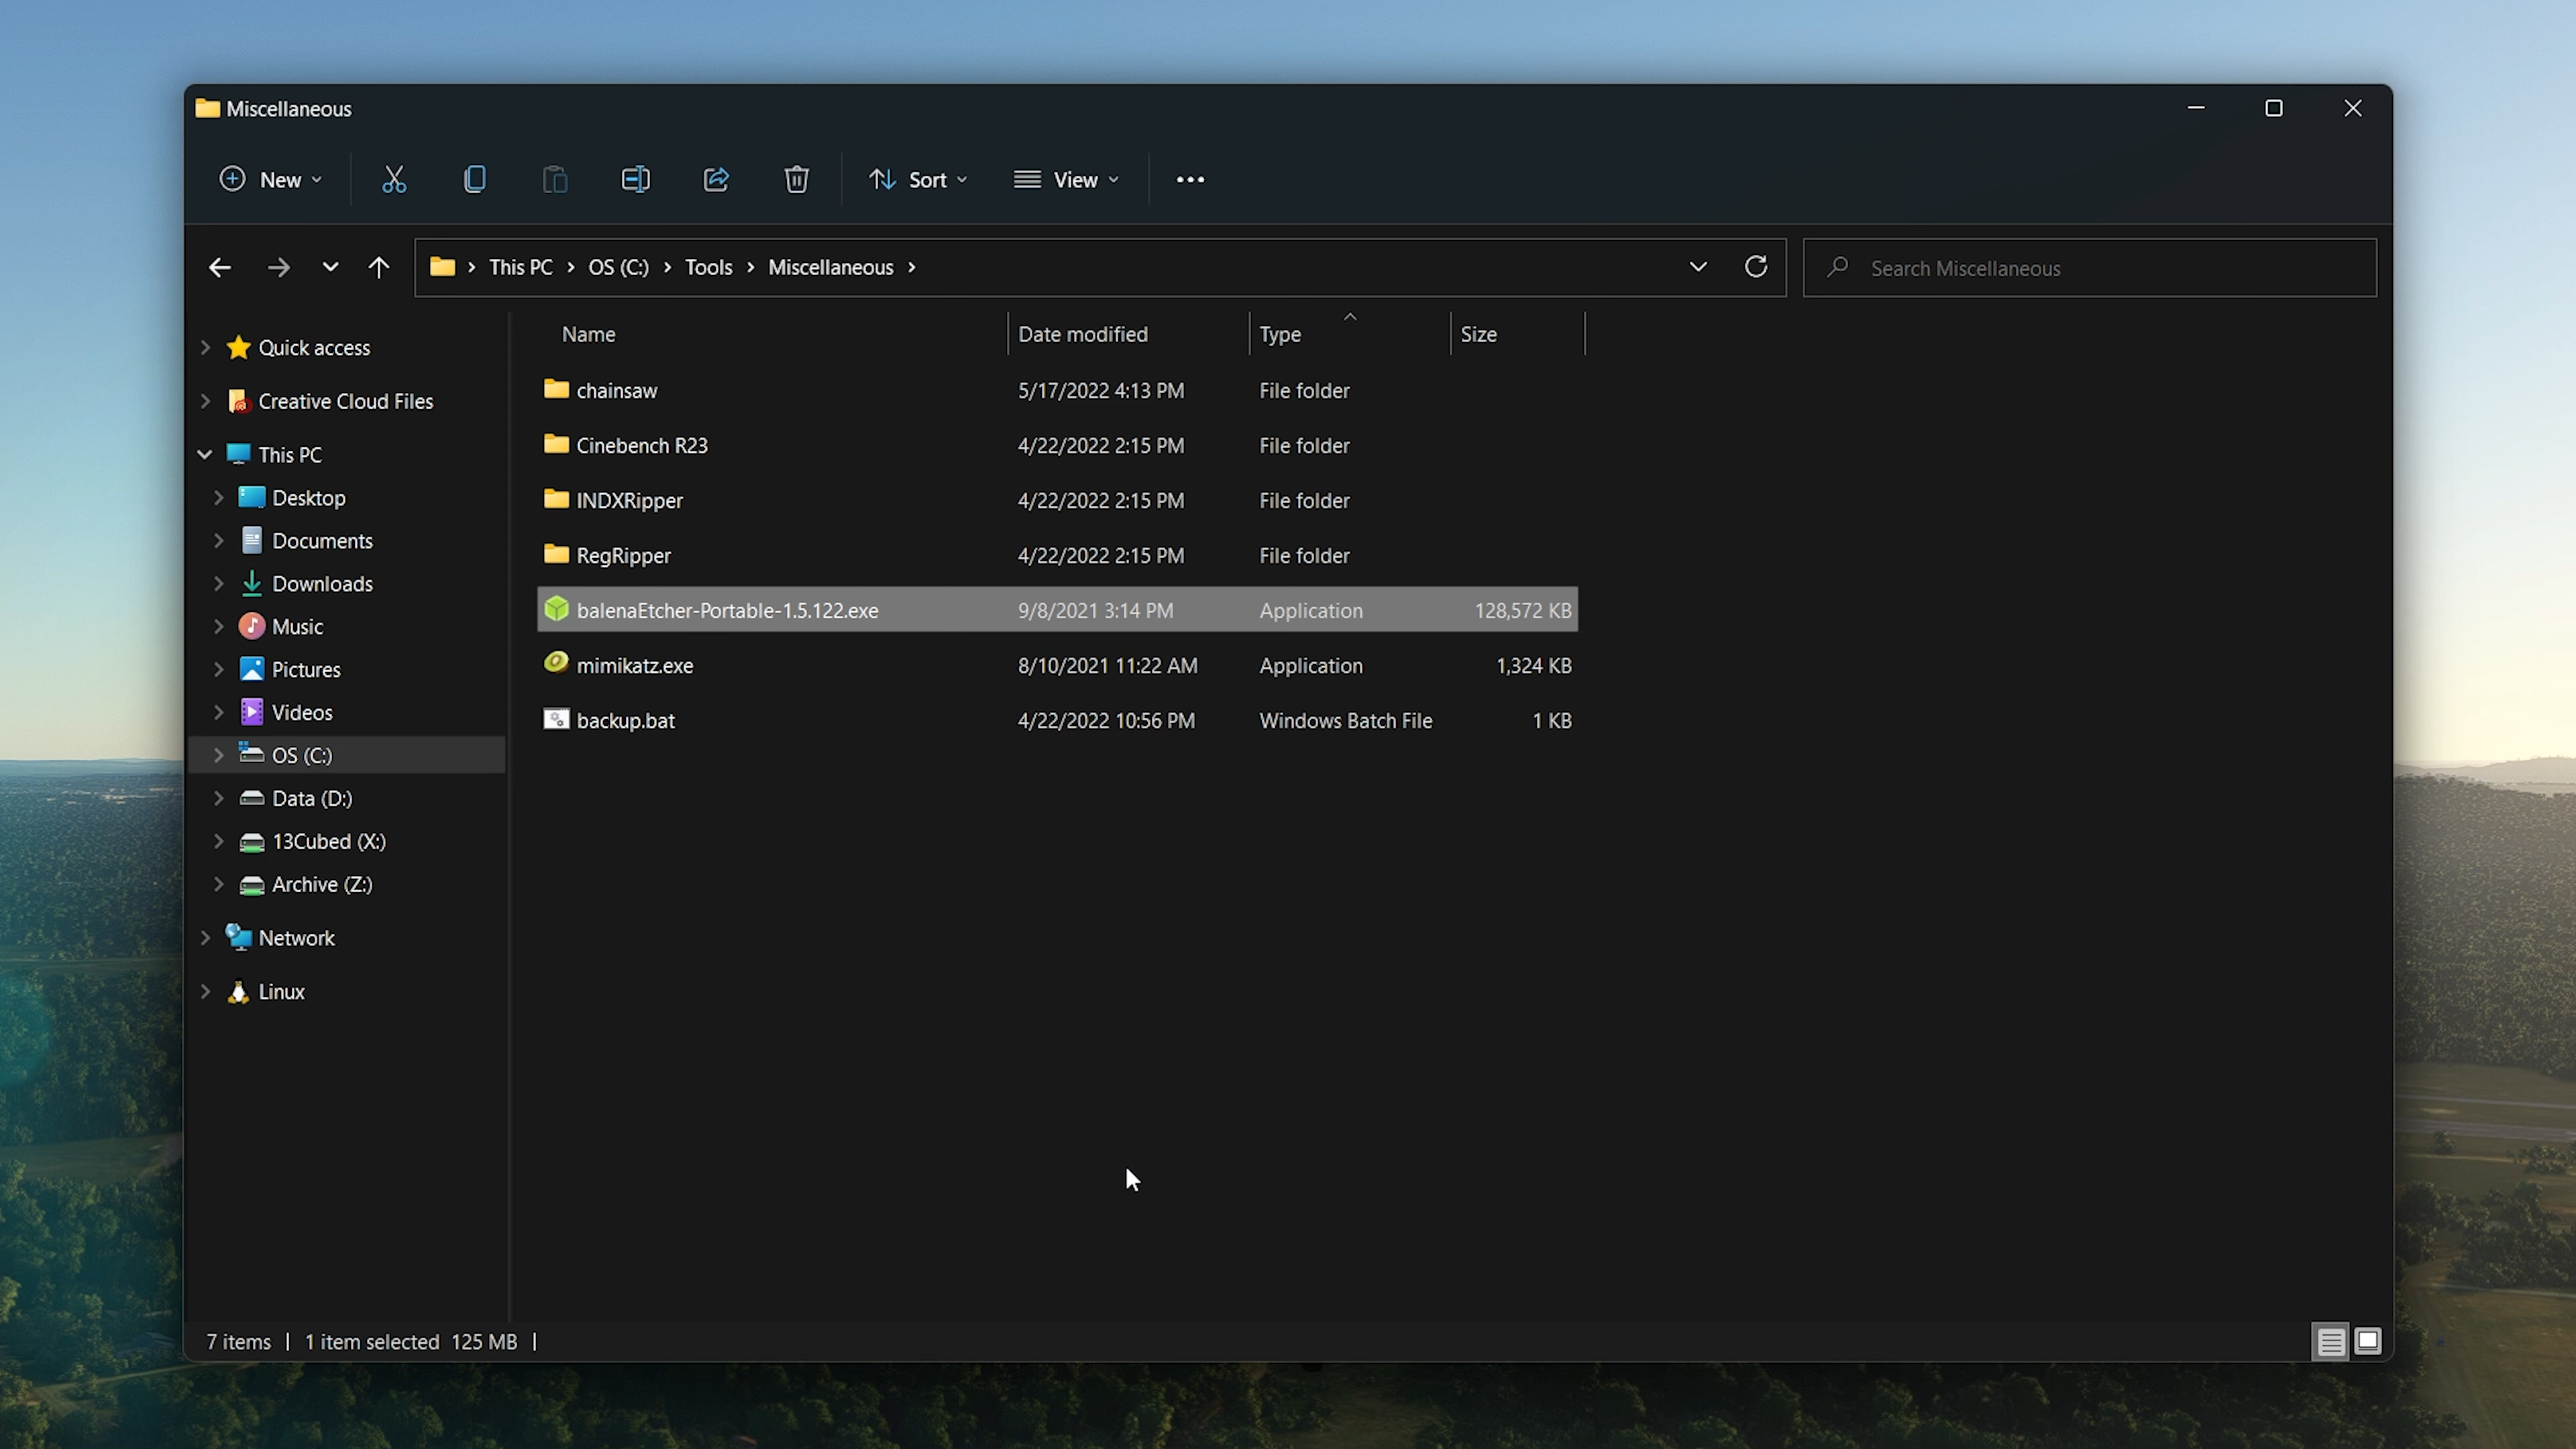 Miscellaneous
New
Sort
View
This PC > OS (C:) > Tools > Miscellaneous >
Search Miscellaneous
Quick access
Creative Cloud Files
This PC
Desktop
Documents
Downloads
Music
Pictures
Videos
OS (C:)
Data (D:)
13Cubed (X:)
Archive (Z:)
Network
Linux
Name Date modified Type Size
chainsaw 5/17/2022 4:13 PM File folder
Cinebench R23 4/22/2022 2:15 PM File folder
INDXRipper 4/22/2022 2:15 PM File folder
RegRipper 4/22/2022 2:15 PM File folder
balenaEtcher-Portable-1.5.122.exe 9/8/2021 3:14 PM Application 128,572 KB
mimikatz.exe 8/10/2021 11:22 AM Application 1,324 KB
backup.bat 4/22/2022 10:56 PM Windows Batch File 1 KB
7 items | 1 item selected 125 MB |